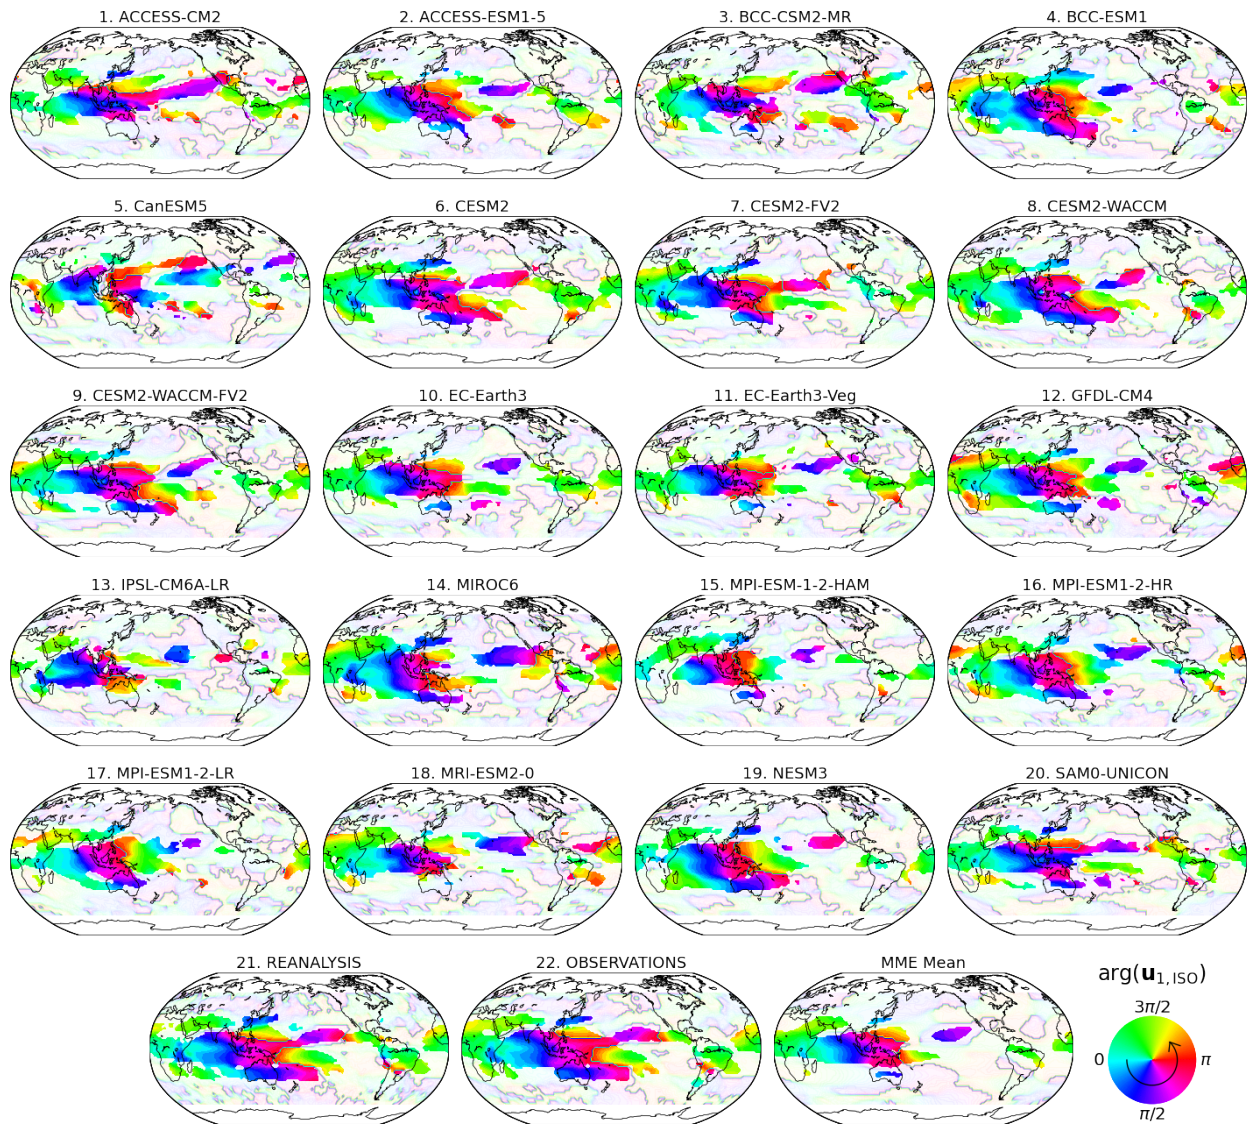 1. ACCESS-CM2
2. ACCESS-ESM1-5
3. BCC-CSM2-MR
4. BCC-ESM1
5. CanESM5
6. CESM2
7. CESM2-FV2
8. CESM2-WACCM
9. CESM2-WACCM-FV2
10. EC-Earth3
11. EC-Earth3-Veg
12. GFDL-CM4
13. IPSL-CM6A-LR
14. MIROC6
15. MPI-ESM-1-2-HAM
16. MPI-ESM1-2-HR
17. MPI-ESM1-2-LR
18. MRI-ESM2-0
19. NESM3
20. SAM0-UNICON
21. REANALYSIS
22. OBSERVATIONS
MME Mean
arg(u1,ISO)
3π/2
0
π
π/2